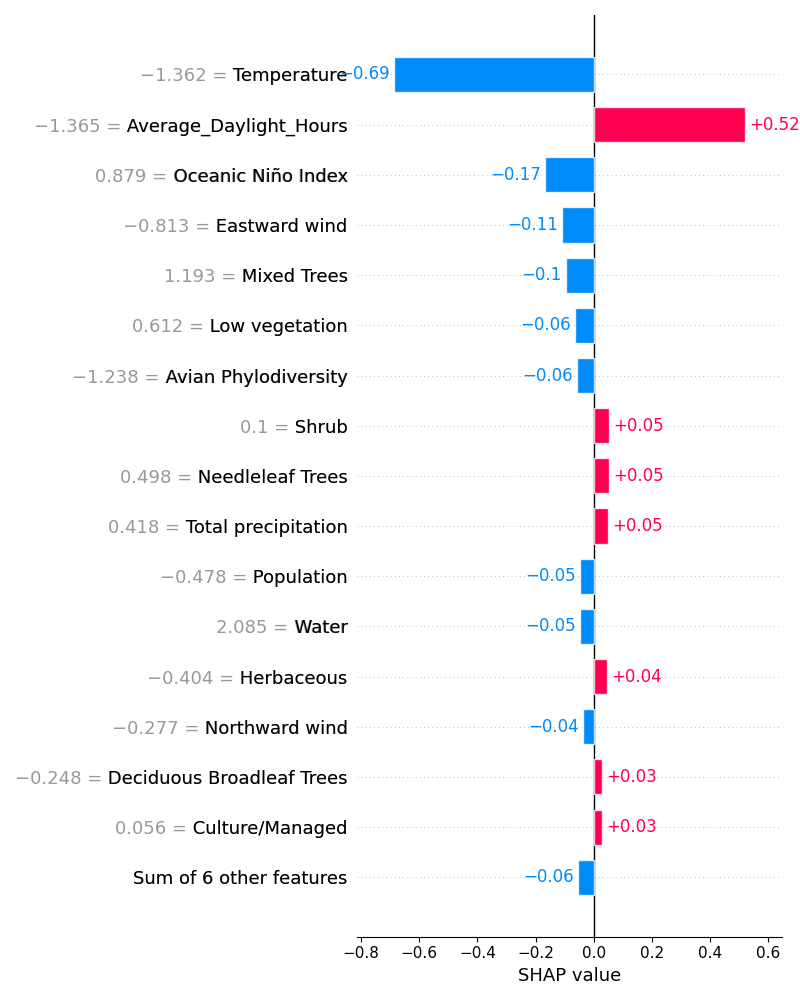 −1.362 = Temperature −0.69
−1.365 = Average_Daylight_Hours +0.52
0.879 = Oceanic Niño Index −0.17
−0.813 = Eastward wind −0.11
1.193 = Mixed Trees −0.1
0.612 = Low vegetation −0.06
−1.238 = Avian Phylodiversity −0.06
0.1 = Shrub +0.05
0.498 = Needleleaf Trees +0.05
0.418 = Total precipitation +0.05
−0.478 = Population −0.05
2.085 = Water −0.05
−0.404 = Herbaceous +0.04
−0.277 = Northward wind −0.04
−0.248 = Deciduous Broadleaf Trees +0.03
0.056 = Culture/Managed +0.03
Sum of 6 other features −0.06
−0.8 −0.6 −0.4 −0.2 0.0 0.2 0.4 0.6
SHAP value